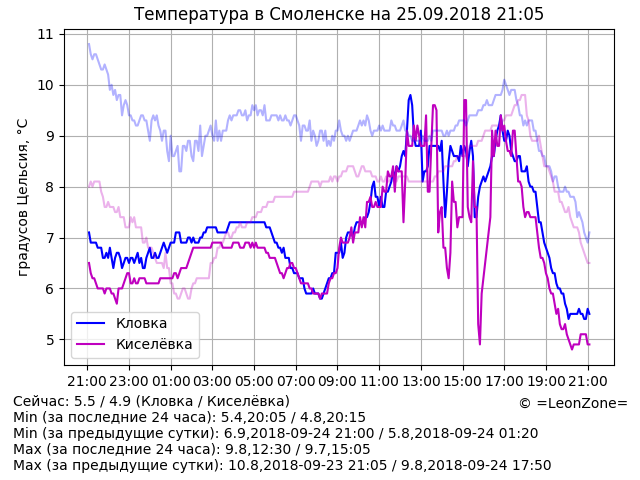 Температура в Смоленске на 25.09.2018 21:05
11
10
9
8
7
6
5
градусов Цельсия, °C
Кловка
Киселёвка
21:00 23:00 01:00 03:00 05:00 07:00 09:00 11:00 13:00 15:00 17:00 19:00 21:00
Сейчас: 5.5 / 4.9 (Кловка / Киселёвка)
© =LeonZone=
Min (за последние 24 часа): 5.4,20:05 / 4.8,20:15
Min (за предыдущие сутки): 6.9,2018-09-24 21:00 / 5.8,2018-09-24 01:20
Max (за последние 24 часа): 9.8,12:30 / 9.7,15:05
Max (за предыдущие сутки): 10.8,2018-09-23 21:05 / 9.8,2018-09-24 17:50